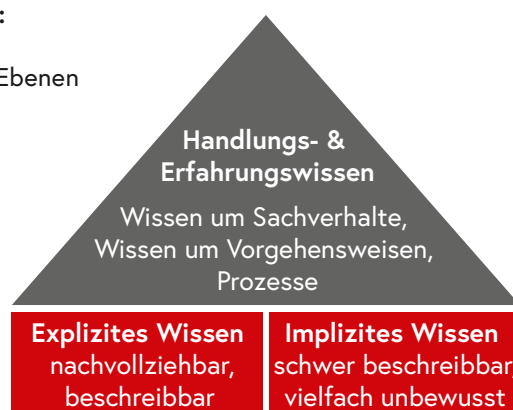 :
Ebenen
Handlungs- &
Erfahrungswissen
Wissen um Sachverhalte,
Wissen um Vorgehensweisen,
Prozesse
Explizites Wissen
nachvollziehbar,
beschreibbar
Implizites Wissen
schwer beschreibbar,
vielfach unbewusst